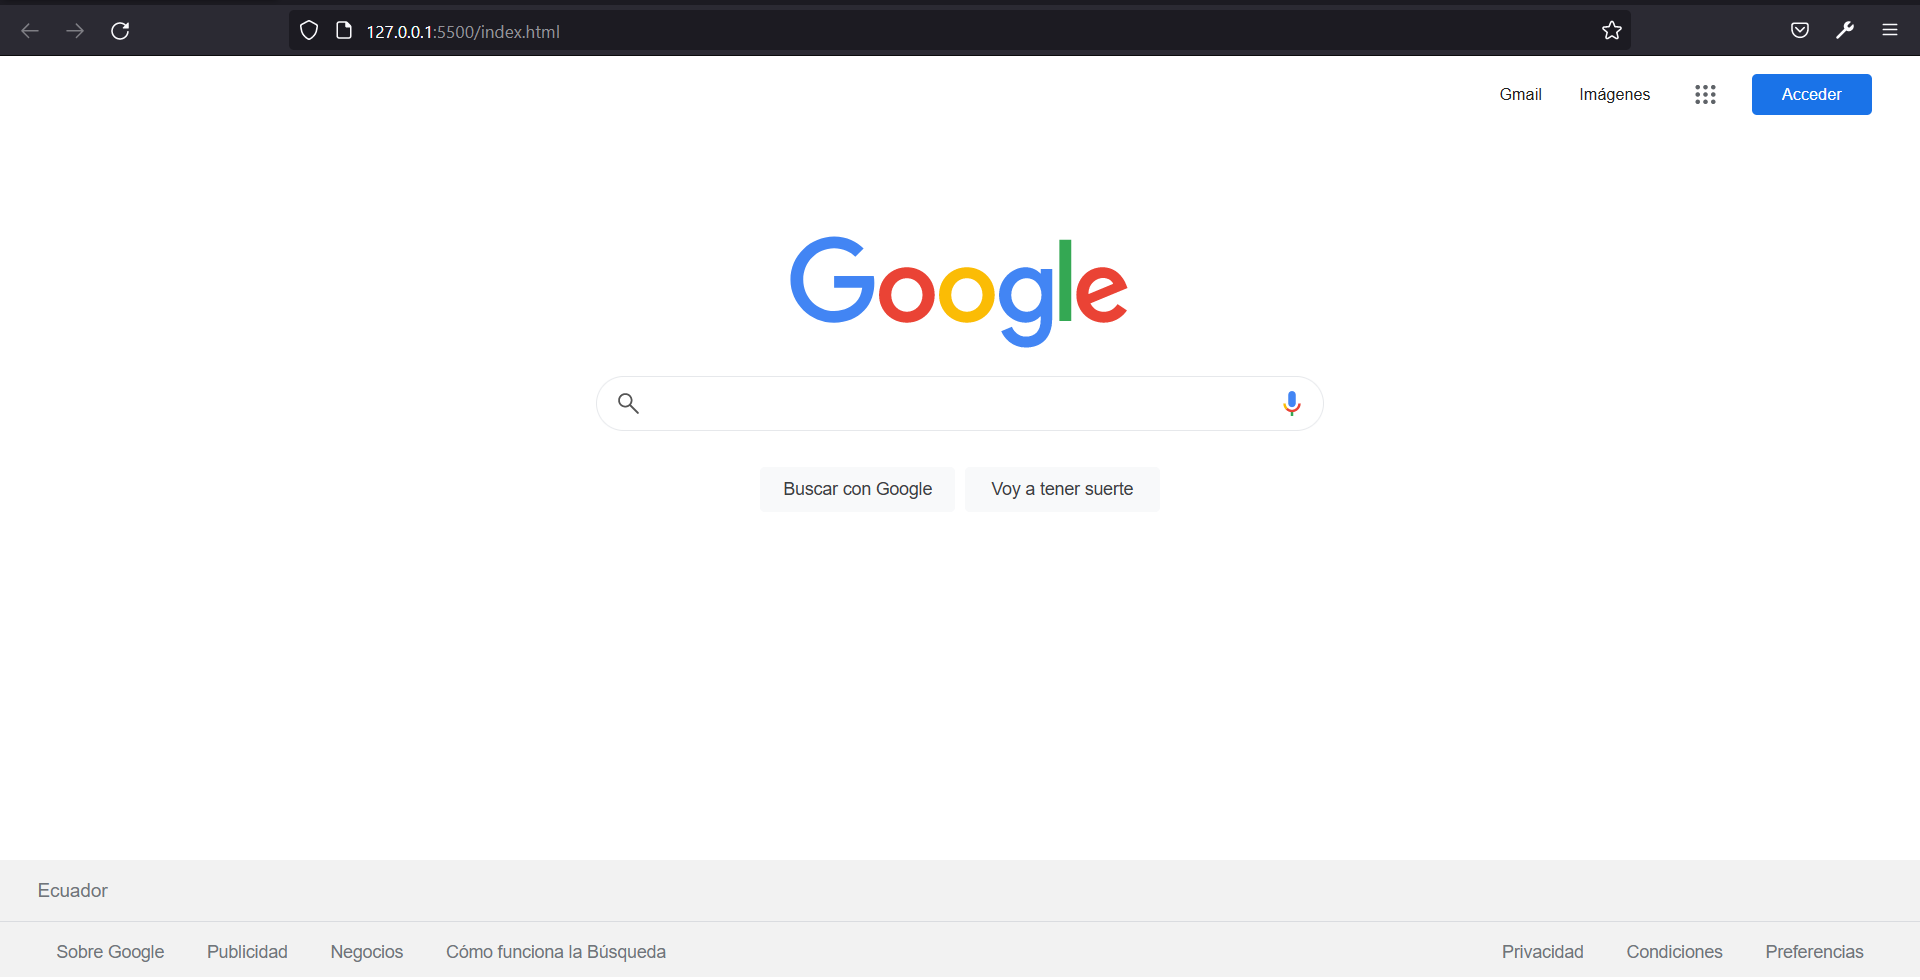 127.0.0.1:5500/index.html
Gmail Imágenes Acceder
Google
Buscar con Google Voy a tener suerte
Ecuador
Sobre Google Publicidad Negocios Cómo funciona la Búsqueda Privacidad Condiciones Preferencias